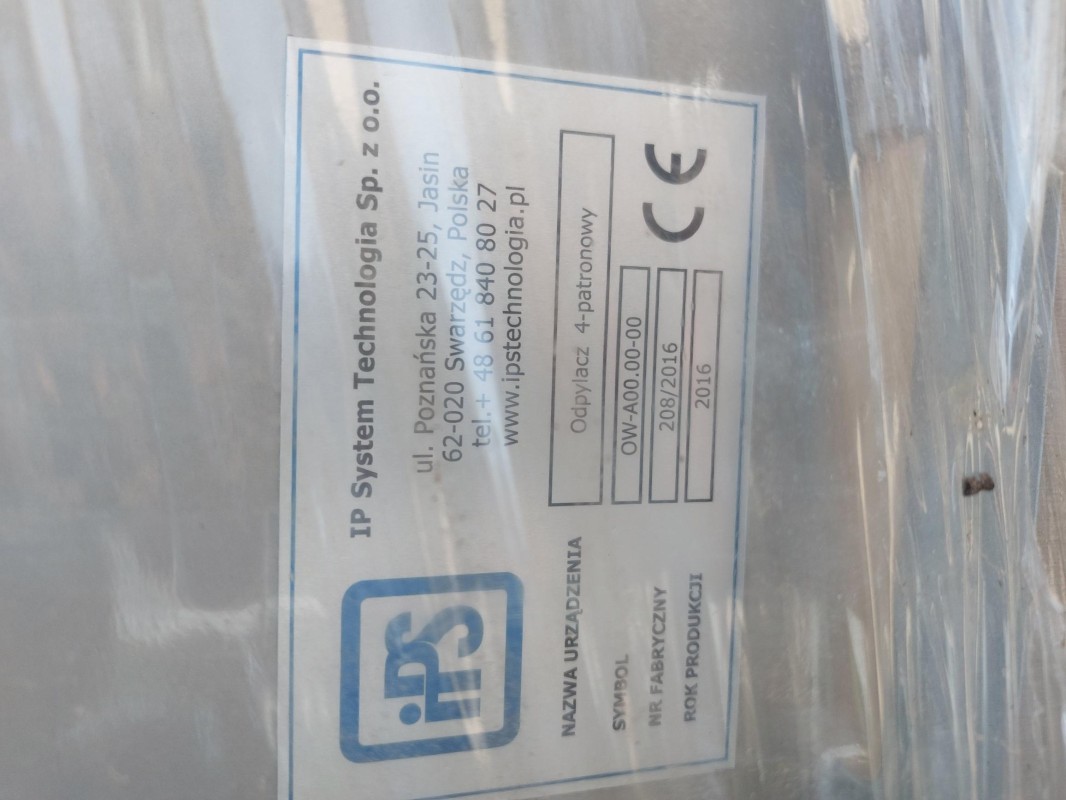 iPS
IP System Technologia Sp. z o.o.
ul. Poznańska 23-25, Jasin
62-020 Swarzędz, Polska
tel.+ 48 61 840 80 27
www.ipstechnologia.pl
NAZWA URZĄDZENIA Odpylacz 4-patronowy
SYMBOL OW-A00.00-00
NR FABRYCZNY 208/2016
ROK PRODUKCJI 2016
CE